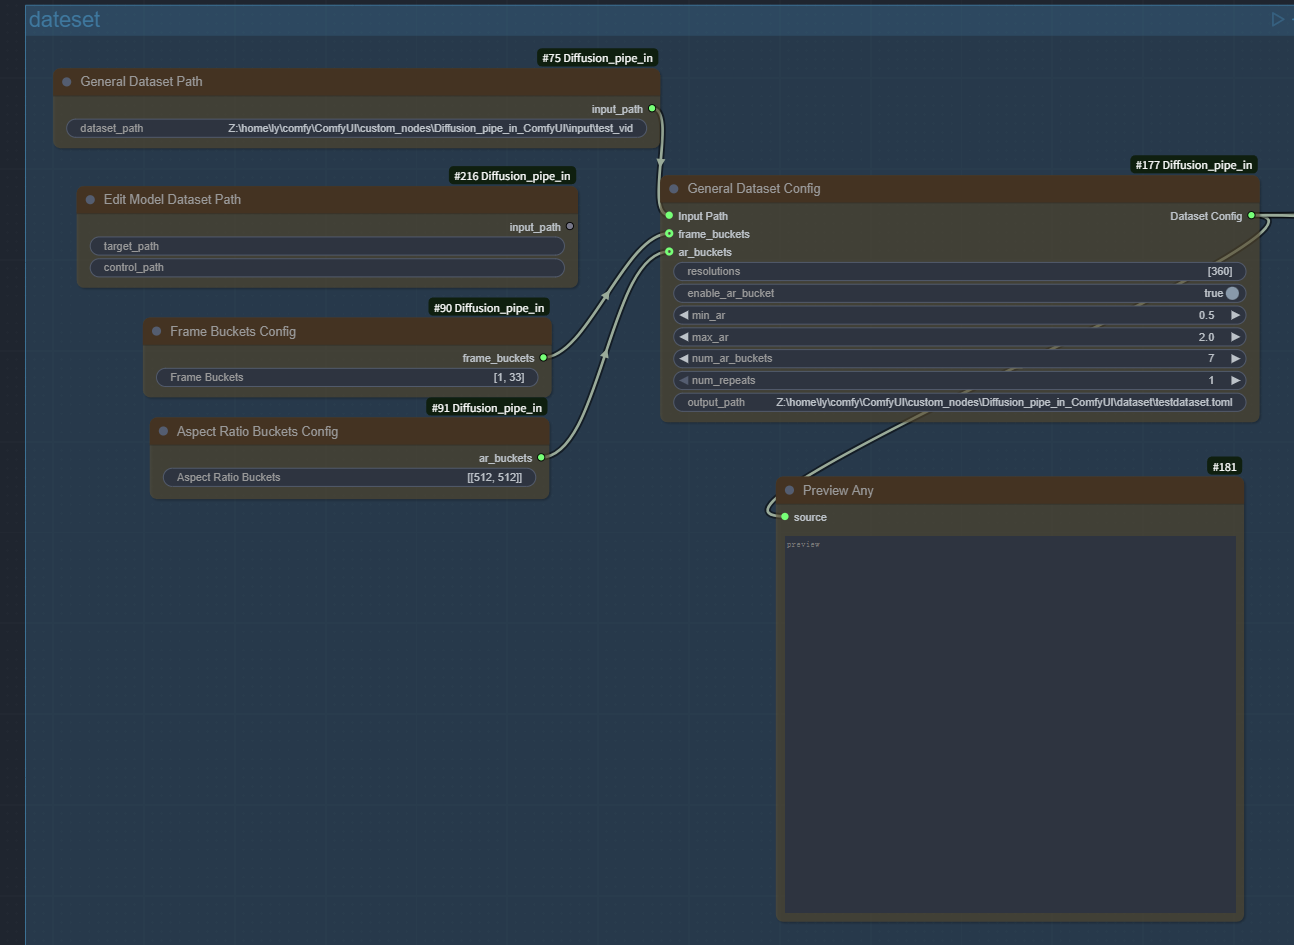 dateset
#75 Diffusion_pipe_in
General Dataset Path
input_path
dataset_path Z:\home\ly\comfy\ComfyUI\custom_nodes\Diffusion_pipe_in_ComfyUI\input\test_vid
#216 Diffusion_pipe_in
Edit Model Dataset Path
input_path
target_path
control_path
#90 Diffusion_pipe_in
Frame Buckets Config
frame_buckets
Frame Buckets [1, 33]
#91 Diffusion_pipe_in
Aspect Ratio Buckets Config
ar_buckets
Aspect Ratio Buckets [[512, 512]]
#177 Diffusion_pipe_in
General Dataset Config
Input Path Dataset Config
frame_buckets
ar_buckets
resolutions [360]
enable_ar_bucket true
min_ar 0.5
max_ar 2.0
num_ar_buckets 7
num_repeats 1
output_path Z:\home\ly\comfy\ComfyUI\custom_nodes\Diffusion_pipe_in_ComfyUI\dataset\testdataset.toml
#181
Preview Any
source
preview